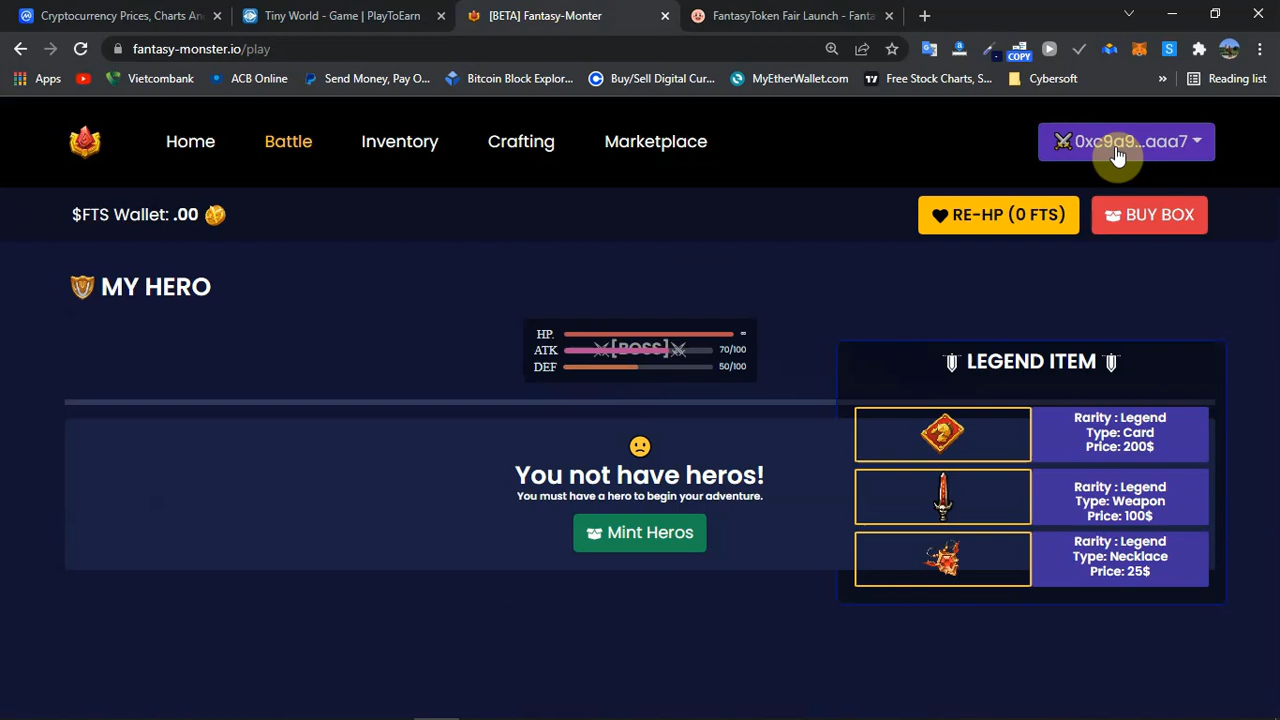 Cryptocurrency Prices, Charts An
Tiny World - Game | PlayToEarn
[BETA] Fantasy-Monter
FantasyToken Fair Launch - Fanta
fantasy-monster.io/play
COPY
Apps
Vietcombank
ACB Online
Send Money, Pay O...
Bitcoin Block Explor...
Buy/Sell Digital Cur...
MyEtherWallet.com
Free Stock Charts, S...
Cybersoft
»
Reading list
Home
Battle
Inventory
Crafting
Marketplace
0xc9a9...aaa7
$FTS Wallet: .00
RE-HP (0 FTS)
BUY BOX
MY HERO
HP.
∞
[BOSS]
ATK
70/100
DEF
50/100
LEGEND ITEM
Rarity : Legend
Type: Card
Price: 200$
Rarity : Legend
Type: Weapon
Price: 100$
Rarity : Legend
Type: Necklace
Price: 25$
You not have heros!
You must have a hero to begin your adventure.
Mint Heros